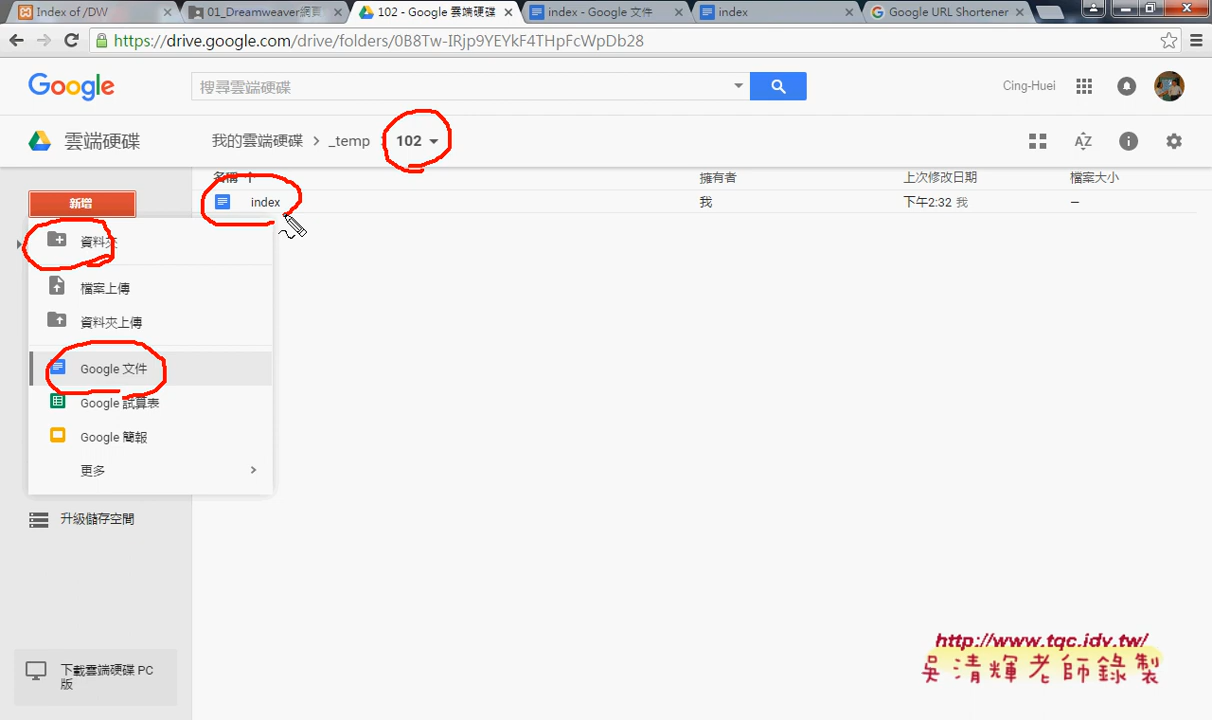 Index of /DW
01_Dreamweaver網頁
102 - Google 雲端硬碟
index - Google 文件
index
Google URL Shortener
https://drive.google.com/drive/folders/0B8Tw-IRjp9YEYkF4THpFcWpDb28
Google
搜尋雲端硬碟
Cing-Huei
雲端硬碟
我的雲端硬碟 > _temp 102
AZ
名稱 ↑
擁有者
上次修改日期
檔案大小
新增
index
我
下午2:32 我
—
資料夾
檔案上傳
資料夾上傳
Google 文件
Google 試算表
Google 簡報
更多
升級儲存空間
下載雲端硬碟 PC
版
http://www.tqc.idv.tw/
吳清輝老師錄製